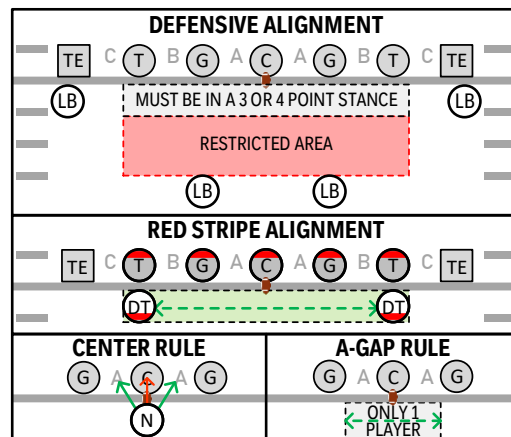 DEFENSIVE ALIGNMENT
TE C T B G A C A G B T C TE
LB LB
MUST BE IN A 3 OR 4 POINT STANCE
RESTRICTED AREA
LB LB
RED STRIPE ALIGNMENT
TE C T B G A C A G B T C TE
DT DT
CENTER RULE
G A C A G
N
A-GAP RULE
G A C A G
ONLY 1
PLAYER